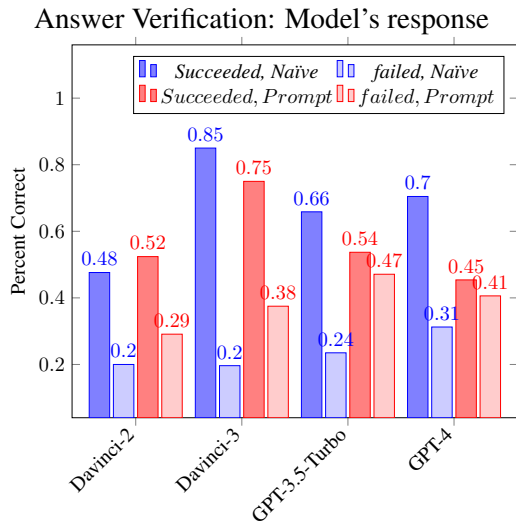 Answer Verification: Model's response
Succeeded, Naïve failed, Naïve
Succeeded, Prompt failed, Prompt
Percent Correct
1
0.8
0.6
0.4
0.2
0.48 0.2 0.52 0.29
0.85 0.2 0.75 0.38
0.66 0.24 0.54 0.47
0.7 0.31 0.45 0.41
Davinci-2
Davinci-3
GPT-3.5-Turbo
GPT-4